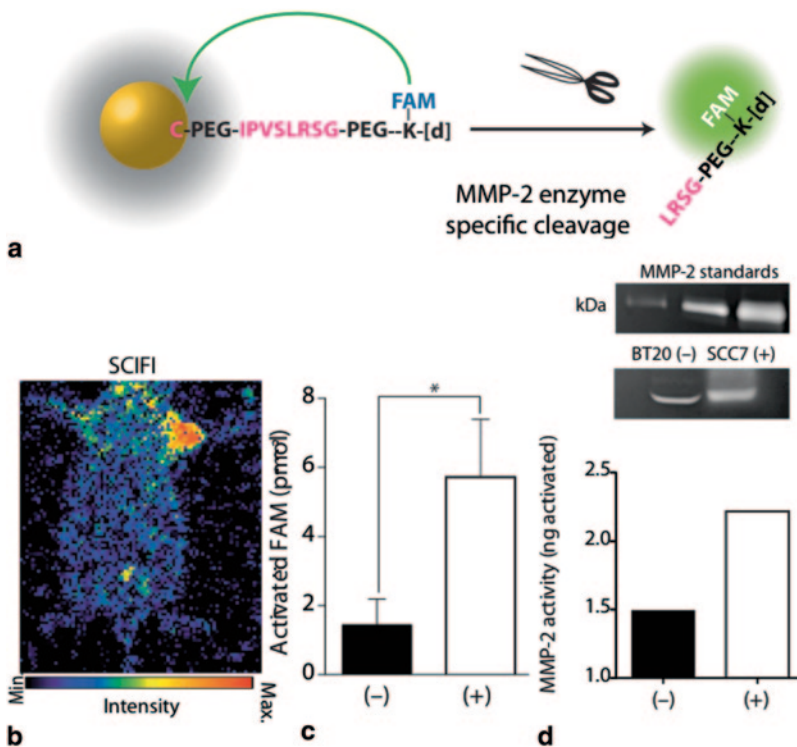 FAM
C-PEG-IPVSLRSG-PEG--K-[d]
MMP-2 enzyme
specific cleavage
FAM
LRSG-PEG--K-[d]
a
MMP-2 standards
kDa
BT20 (–) SCC7 (+)
SCIFI
Min
Intensity
Max.
b
Activated FAM (pmol)
8
6
4
2
0
*
(–) (+)
c
MMP-2 activity (ng activated)
2.5
2.0
1.5
1.0
(–) (+)
d